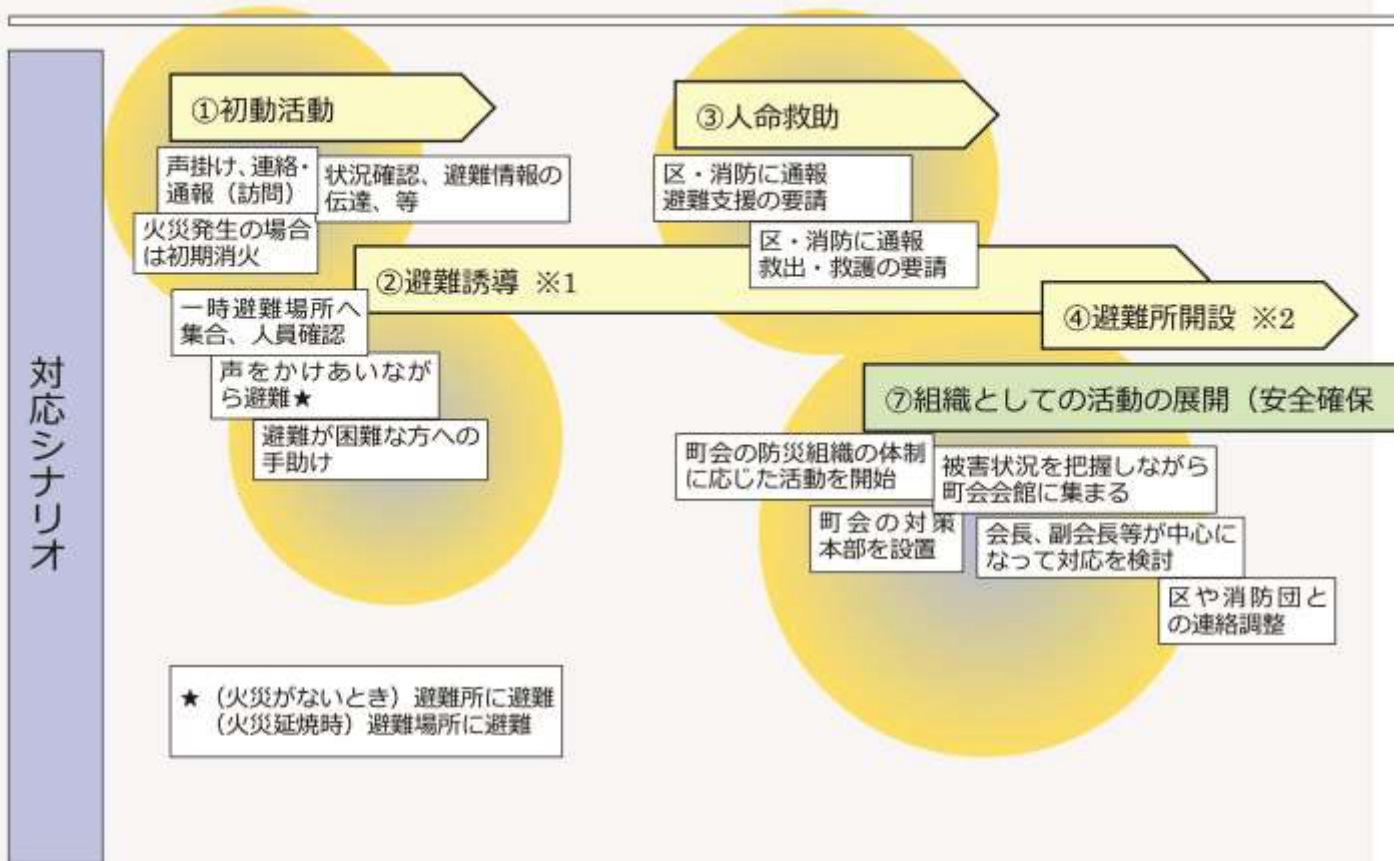 対応シナリオ
①初動活動
声掛け、連絡・
通報（訪問）
状況確認、避難情報の
伝達、等
火災発生の場合
は初期消火
②避難誘導 ※1
一時避難場所へ
集合、人員確認
声をかけあいなが
ら避難★
避難が困難な方への
手助け
③人命救助
区・消防に通報
避難支援の要請
区・消防に通報
救出・救護の要請
④避難所開設 ※2
⑦組織としての活動の展開（安全確保
町会の防災組織の体制
に応じた活動を開始
被害状況を把握しながら
町会会館に集まる
町会の対策
本部を設置
会長、副会長等が中心に
なって対応を検討
区や消防団と
の連絡調整
★（火災がないとき）避難所に避難
（火災延焼時）避難場所に避難